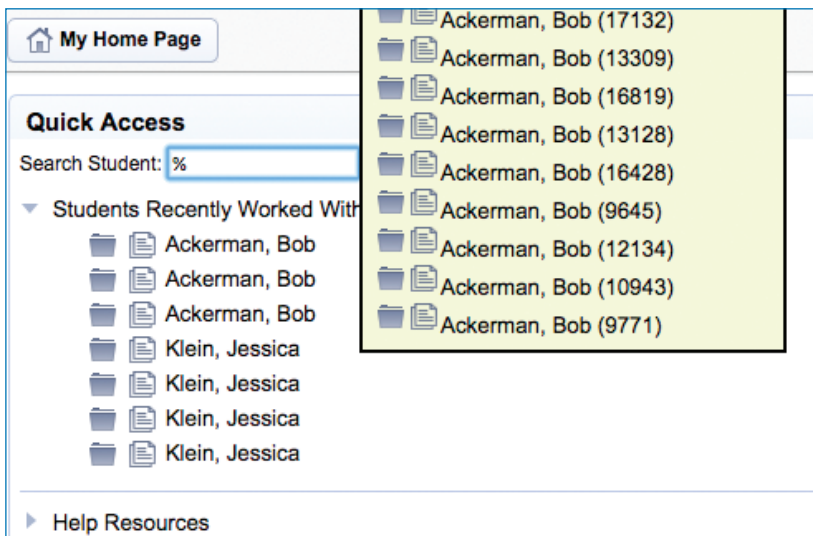 My Home Page
Quick Access
Search Student: %
Students Recently Worked With
Ackerman, Bob
Ackerman, Bob
Ackerman, Bob
Klein, Jessica
Klein, Jessica
Klein, Jessica
Klein, Jessica
Help Resources
Ackerman, Bob (17132)
Ackerman, Bob (13309)
Ackerman, Bob (16819)
Ackerman, Bob (13128)
Ackerman, Bob (16428)
Ackerman, Bob (9645)
Ackerman, Bob (12134)
Ackerman, Bob (10943)
Ackerman, Bob (9771)